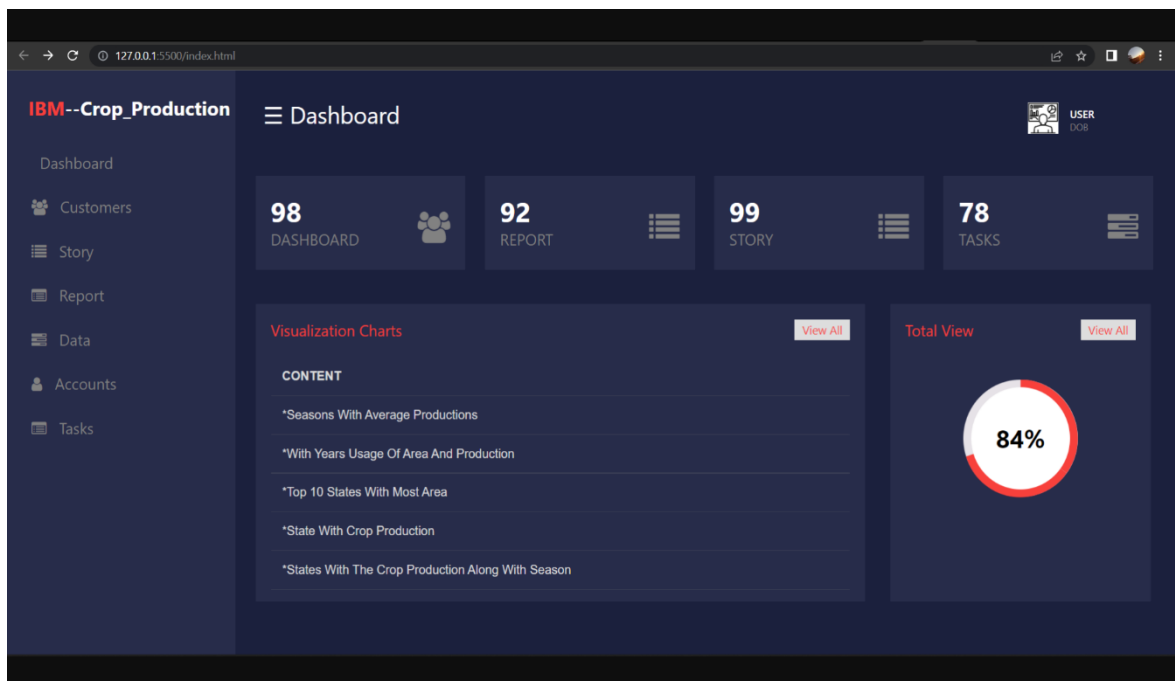 127.0.0.1:5500/index.html
IBM--Crop_Production
Dashboard
Customers
Story
Report
Data
Accounts
Tasks
☰ Dashboard
USER
DOB
98
DASHBOARD
92
REPORT
99
STORY
78
TASKS
Visualization Charts
View All
CONTENT
*Seasons With Average Productions
*With Years Usage Of Area And Production
*Top 10 States With Most Area
*State With Crop Production
*States With The Crop Production Along With Season
Total View
View All
84%